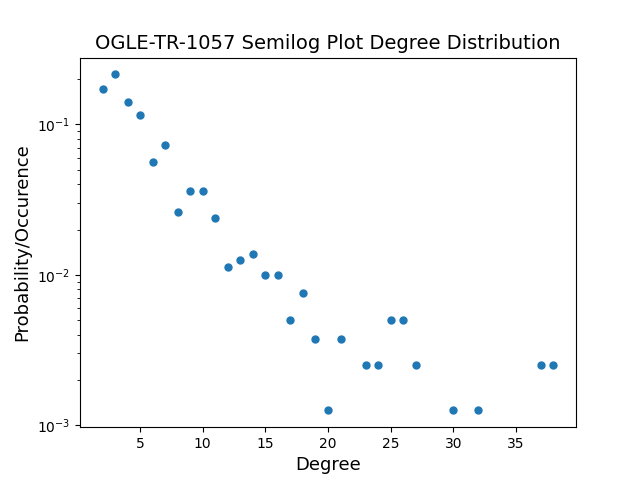 OGLE-TR-1057 Semilog Plot Degree Distribution
Probability/Occurence
10⁻¹
10⁻²
10⁻³
5 10 15 20 25 30 35
Degree